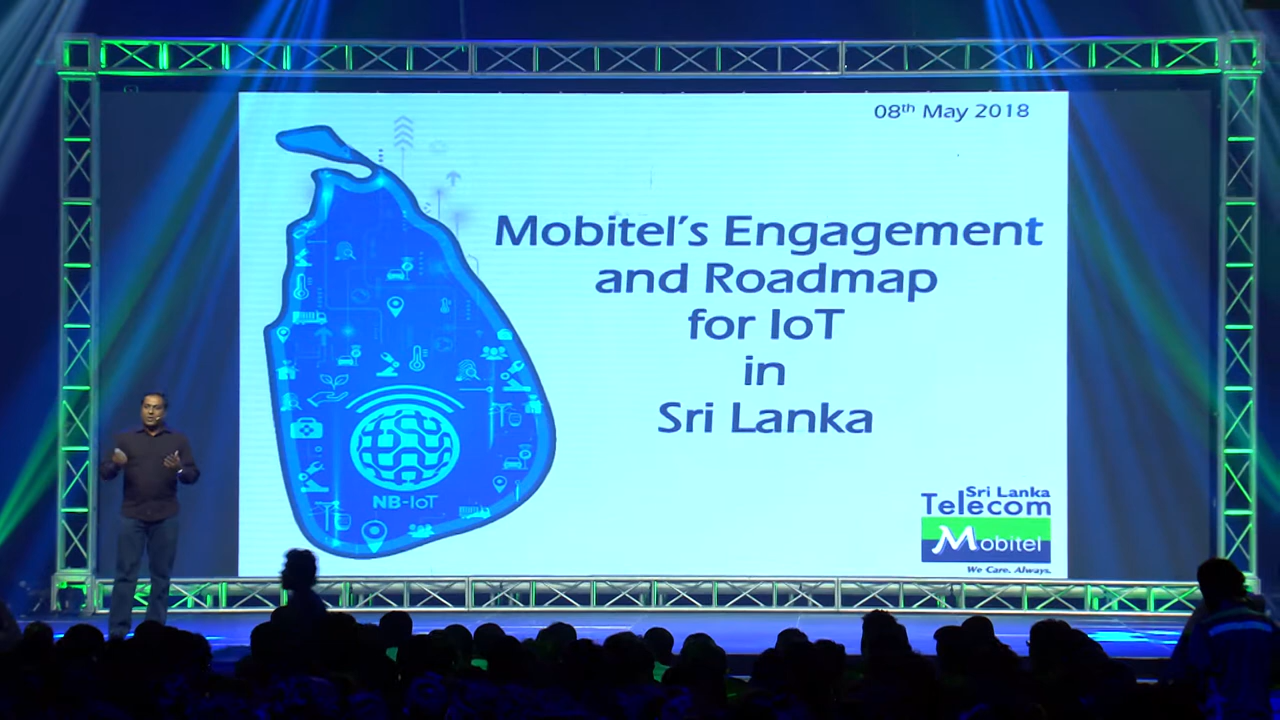 08th May 2018
Mobitel's Engagement
and Roadmap
for IoT
in
Sri Lanka
NB-IoT
Sri Lanka
Telecom
Mobitel
We Care. Always.